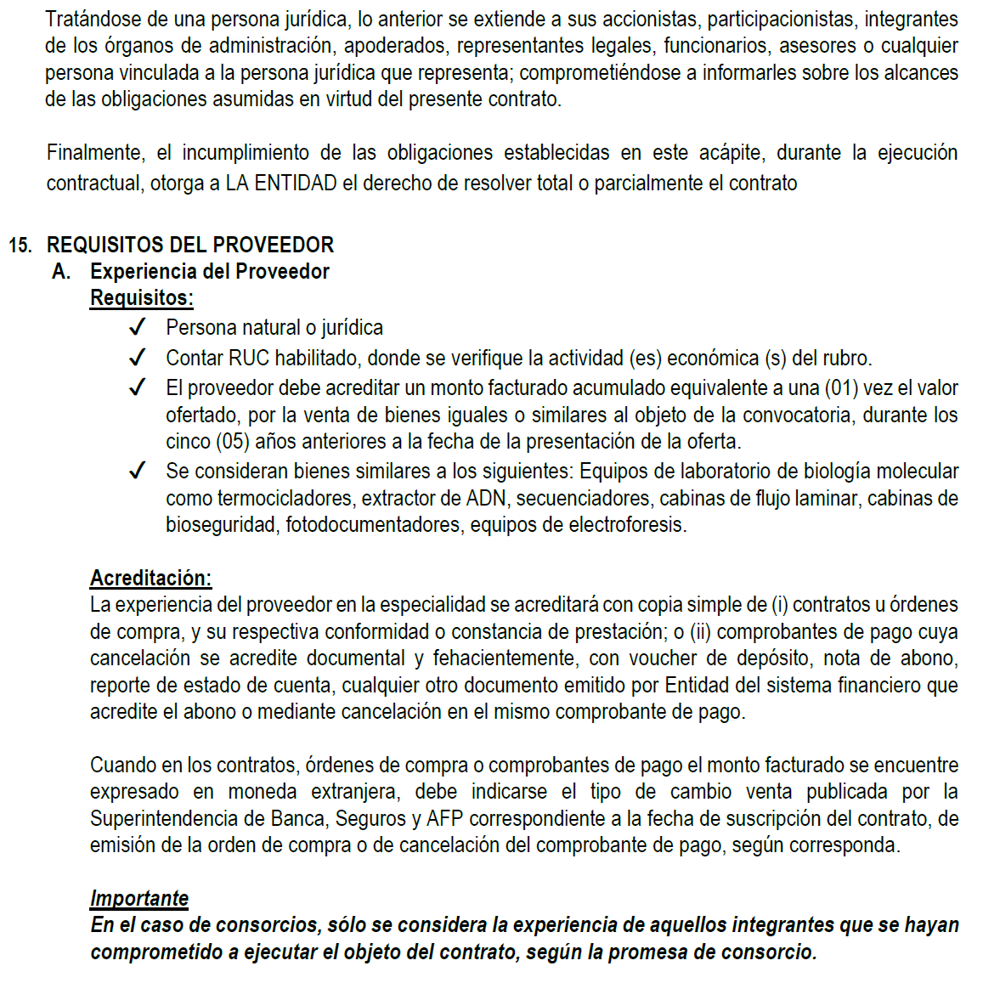 Tratándose de una persona jurídica, lo anterior se extiende a sus accionistas, participacionistas, integrantes
de los órganos de administración, apoderados, representantes legales, funcionarios, asesores o cualquier
persona vinculada a la persona jurídica que representa; comprometiéndose a informarles sobre los alcances
de las obligaciones asumidas en virtud del presente contrato.
Finalmente, el incumplimiento de las obligaciones establecidas en este acápite, durante la ejecución
contractual, otorga a LA ENTIDAD el derecho de resolver total o parcialmente el contrato
15. REQUISITOS DEL PROVEEDOR
A. Experiencia del Proveedor
Requisitos:
✓ Persona natural o jurídica
✓ Contar RUC habilitado, donde se verifique la actividad (es) económica (s) del rubro.
✓ El proveedor debe acreditar un monto facturado acumulado equivalente a una (01) vez el valor
ofertado, por la venta de bienes iguales o similares al objeto de la convocatoria, durante los
cinco (05) años anteriores a la fecha de la presentación de la oferta.
✓ Se consideran bienes similares a los siguientes: Equipos de laboratorio de biología molecular
como termocicladores, extractor de ADN, secuenciadores, cabinas de flujo laminar, cabinas de
bioseguridad, fotodocumentadores, equipos de electroforesis.
Acreditación:
La experiencia del proveedor en la especialidad se acreditará con copia simple de (i) contratos u órdenes
de compra, y su respectiva conformidad o constancia de prestación; o (ii) comprobantes de pago cuya
cancelación se acredite documental y fehacientemente, con voucher de depósito, nota de abono,
reporte de estado de cuenta, cualquier otro documento emitido por Entidad del sistema financiero que
acredite el abono o mediante cancelación en el mismo comprobante de pago.
Cuando en los contratos, órdenes de compra o comprobantes de pago el monto facturado se encuentre
expresado en moneda extranjera, debe indicarse el tipo de cambio venta publicada por la
Superintendencia de Banca, Seguros y AFP correspondiente a la fecha de suscripción del contrato, de
emisión de la orden de compra o de cancelación del comprobante de pago, según corresponda.
Importante
En el caso de consorcios, sólo se considera la experiencia de aquellos integrantes que se hayan
comprometido a ejecutar el objeto del contrato, según la promesa de consorcio.